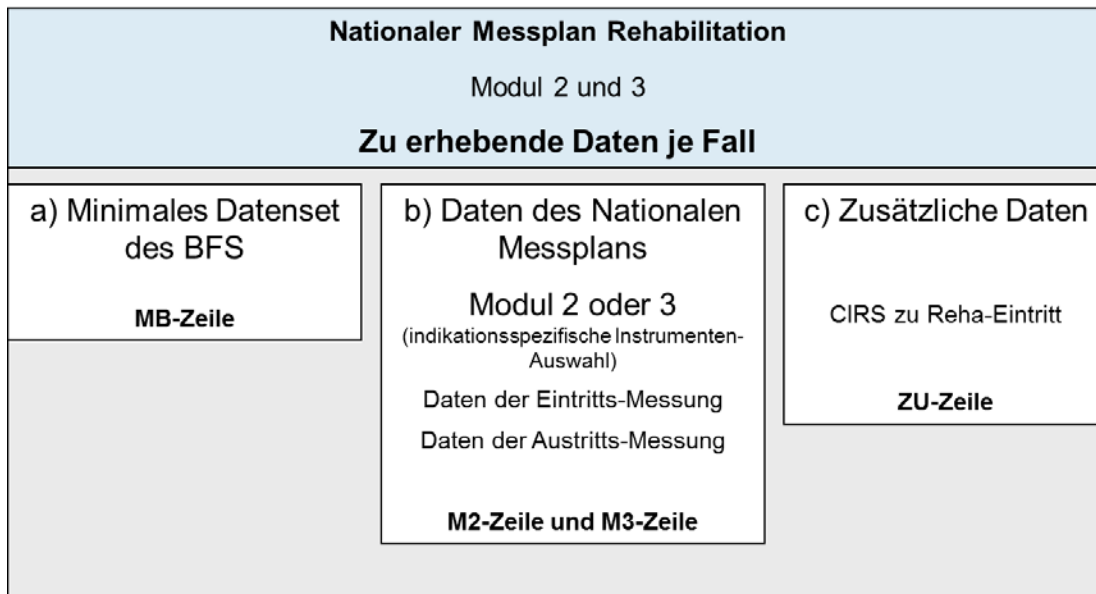 Nationaler Messplan Rehabilitation
Modul 2 und 3
Zu erhebende Daten je Fall
a) Minimales Datenset
des BFS
MB-Zeile
b) Daten des Nationalen
Messplans
Modul 2 oder 3
(indikationsspezifische Instrumenten-
Auswahl)
Daten der Eintritts-Messung
Daten der Austritts-Messung
M2-Zeile und M3-Zeile
c) Zusätzliche Daten
CIRS zu Reha-Eintritt
ZU-Zeile